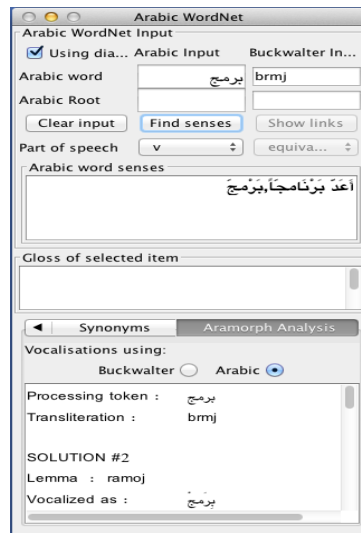 Arabic WordNet
Arabic WordNet Input
Using dia... Arabic Input Buckwalter In...
Arabic word برمج brmj
Arabic Root
Clear input Find senses Show links
Part of speech v equiva...
Arabic word senses
أَعَدَّ بَرْنَامجَاً,بَرْمجَ
Gloss of selected item
Synonyms Aramorph Analysis
Vocalisations using:
Buckwalter Arabic
Processing token : برمج
Transliteration : brmj
SOLUTION #2
Lemma : ramoj
Vocalized as : بِرَمْجٍ